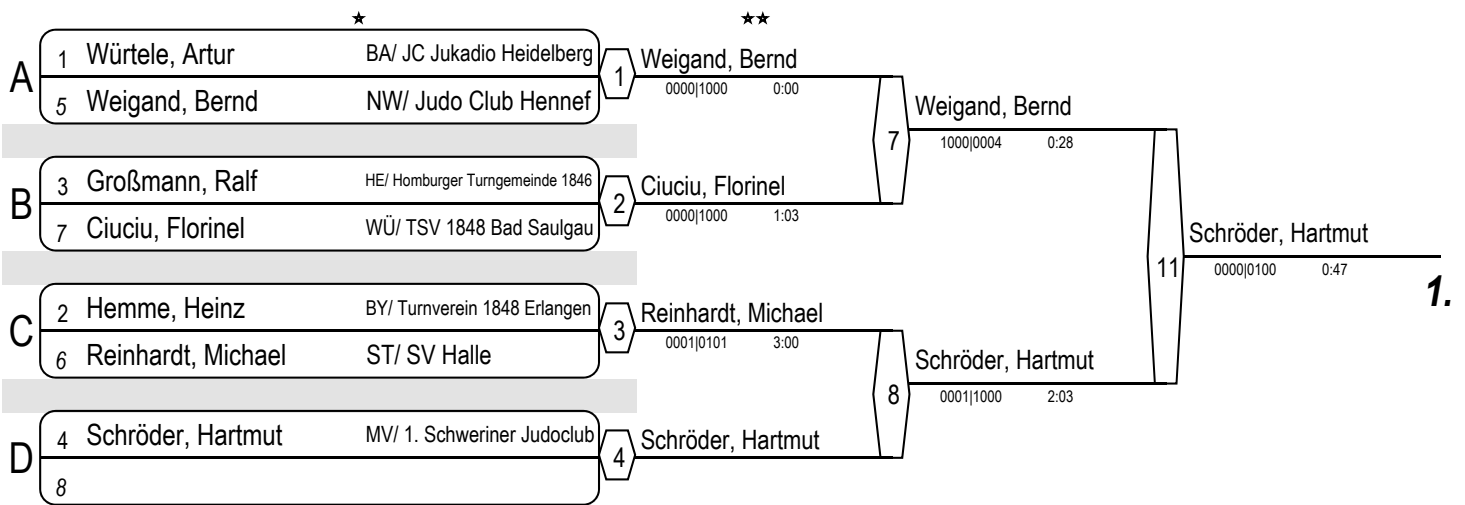 ★ ★★
A
1 Würtele, Artur BA/ JC Jukadio Heidelberg
5 Weigand, Bernd NW/ Judo Club Hennef
1 Weigand, Bernd
0000|1000 0:00
7 Weigand, Bernd
1000|0004 0:28
B
3 Großmann, Ralf HE/ Homburger Turngemeinde 1846
7 Ciuciu, Florinel WÜ/ TSV 1848 Bad Saulgau
2 Ciuciu, Florinel
0000|1000 1:03
11 Schröder, Hartmut
0000|0100 0:47
1.
C
2 Hemme, Heinz BY/ Turnverein 1848 Erlangen
6 Reinhardt, Michael ST/ SV Halle
3 Reinhardt, Michael
0001|0101 3:00
8 Schröder, Hartmut
0001|1000 2:03
D
4 Schröder, Hartmut MV/ 1. Schweriner Judoclub
8
4 Schröder, Hartmut